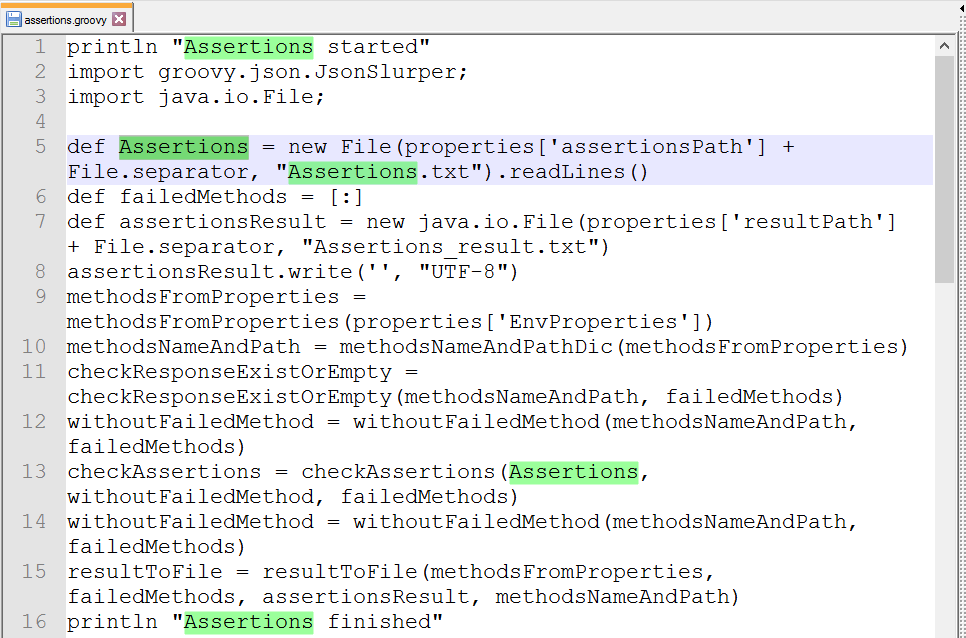 assertions.groovy
1 println "Assertions started"
2 import groovy.json.JsonSlurper;
3 import java.io.File;
4
5 def Assertions = new File(properties['assertionsPath'] +
File.separator, "Assertions.txt").readLines()
6 def failedMethods = [:]
7 def assertionsResult = new java.io.File(properties['resultPath']
+ File.separator, "Assertions_result.txt")
8 assertionsResult.write('', "UTF-8")
9 methodsFromProperties =
methodsFromProperties(properties['EnvProperties'])
10 methodsNameAndPath = methodsNameAndPathDic(methodsFromProperties)
11 checkResponseExistOrEmpty =
checkResponseExistOrEmpty(methodsNameAndPath, failedMethods)
12 withoutFailedMethod = withoutFailedMethod(methodsNameAndPath,
failedMethods)
13 checkAssertions = checkAssertions(Assertions,
withoutFailedMethod, failedMethods)
14 withoutFailedMethod = withoutFailedMethod(methodsNameAndPath,
failedMethods)
15 resultToFile = resultToFile(methodsFromProperties,
failedMethods, assertionsResult, methodsNameAndPath)
16 println "Assertions finished"